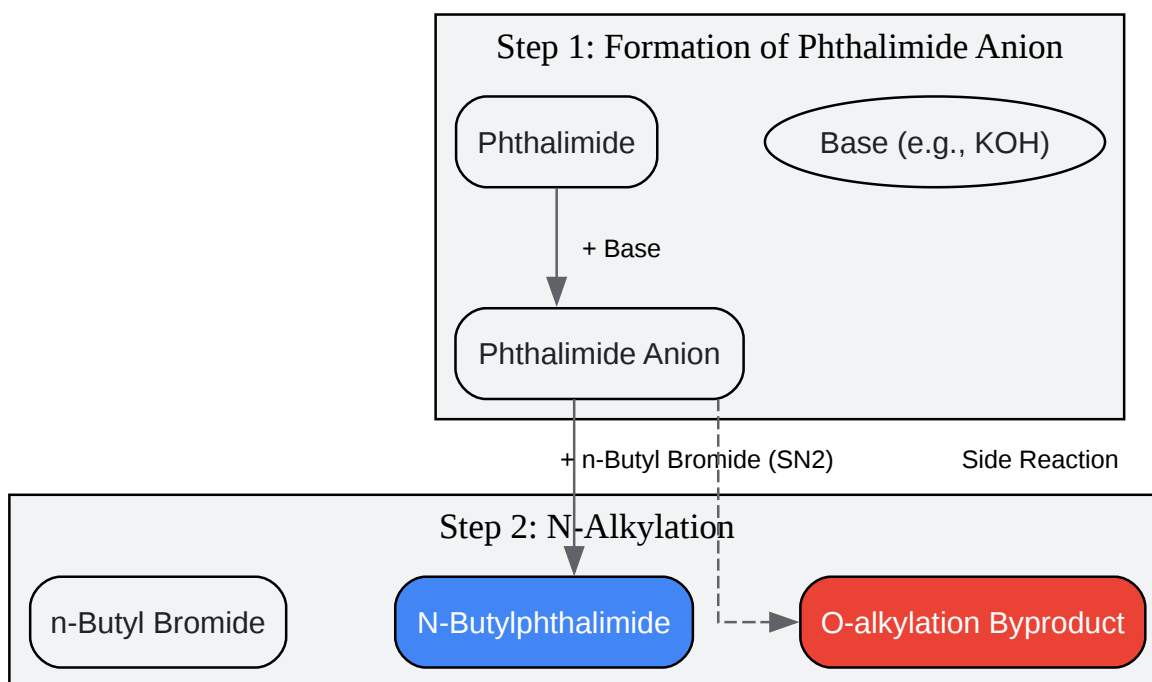 Step 1: Formation of Phthalimide Anion
Phthalimide
Base (e.g., KOH)
+ Base
Phthalimide Anion
+ n-Butyl Bromide (SN2)
Side Reaction
Step 2: N-Alkylation
n-Butyl Bromide
N-Butylphthalimide
O-alkylation Byproduct